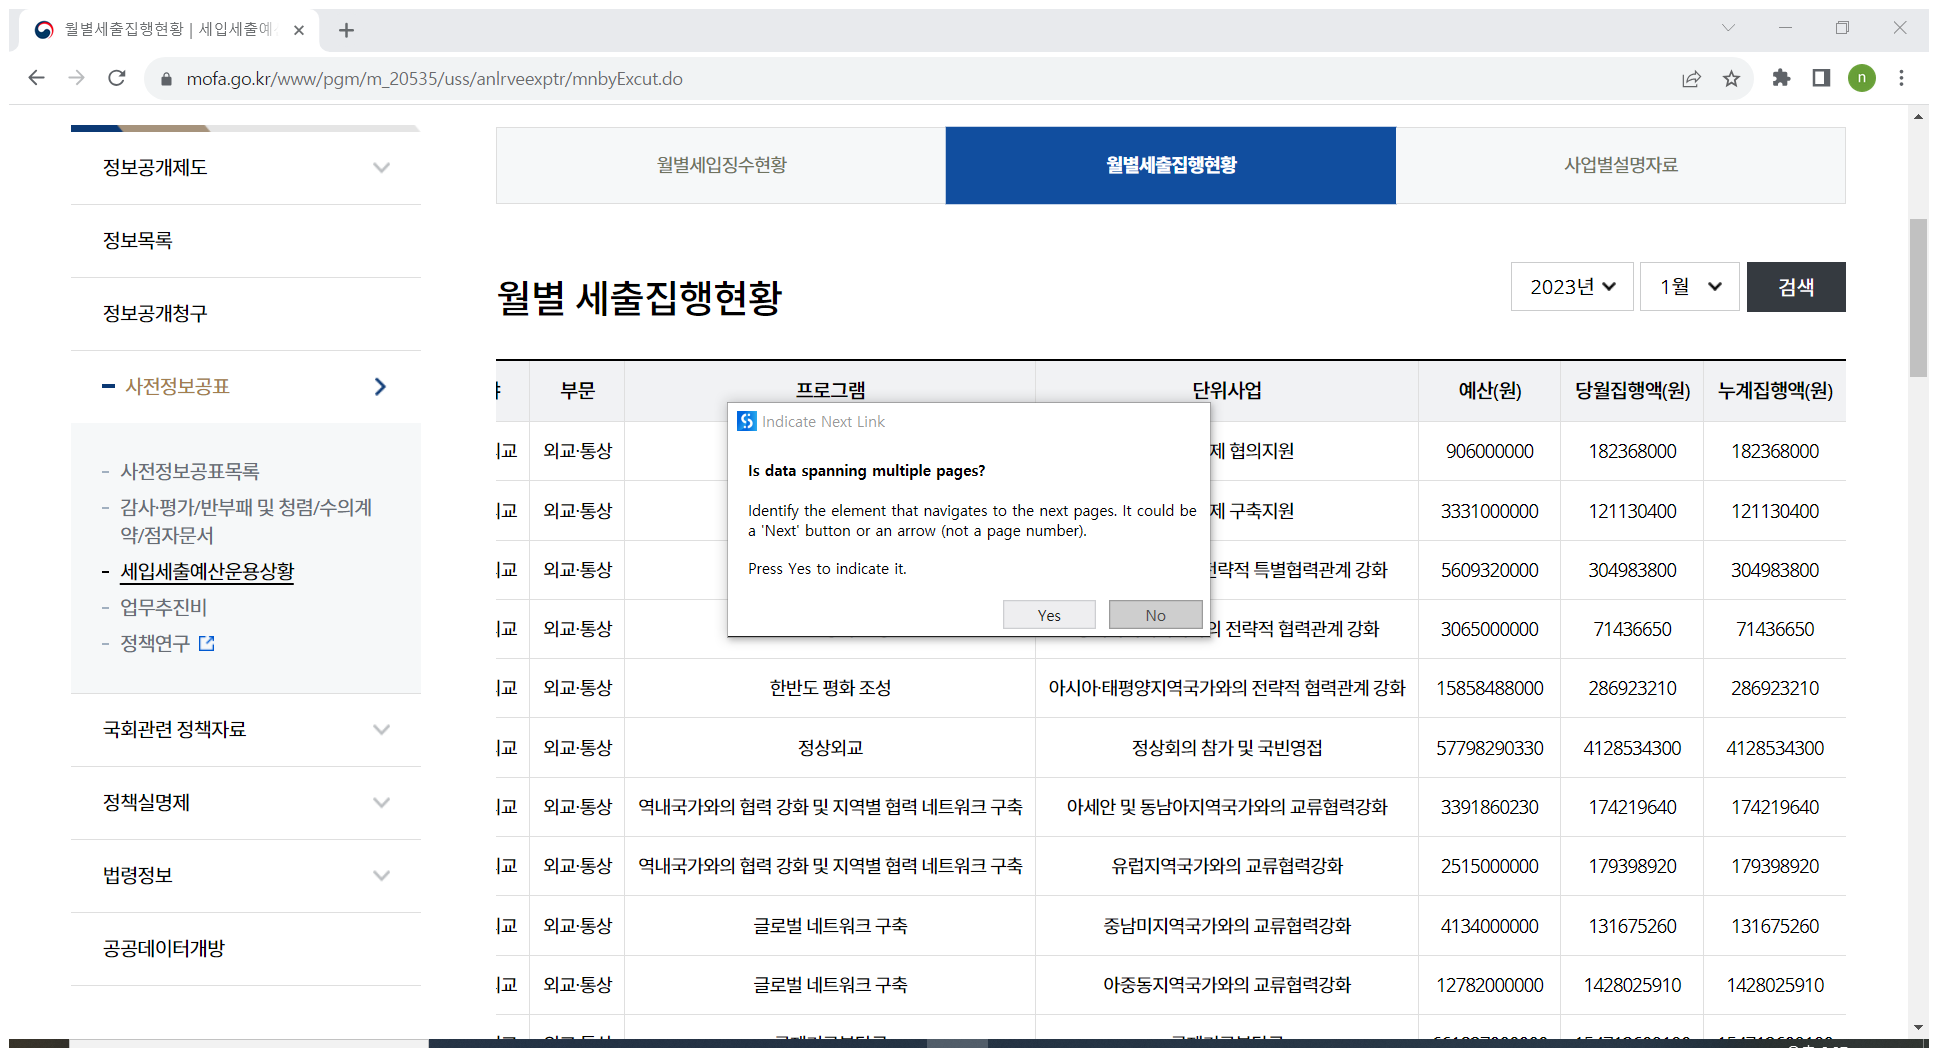 월별세출집행현황 | 세입세출예
mofa.go.kr/www/pgm/m_20535/uss/anlrveexptr/mnbyExcut.do
n
정보공개제도
정보목록
정보공개청구
사전정보공표
- 사전정보공표목록
- 감사·평가/반부패 및 청렴/수의계
약/점자문서
- 세입세출예산운용상황
- 업무추진비
- 정책연구
국회관련 정책자료
정책실명제
법령정보
공공데이터개방
월별세입징수현황 월별세출집행현황 사업별설명자료
월별 세출집행현황
2023년 1월 검색
부문 프로그램 단위사업 예산(원) 당월집행액(원) 누계집행액(원)
교 외교·통상 제 협의지원 906000000 182368000 182368000
교 외교·통상 제 구축지원 3331000000 121130400 121130400
교 외교·통상 전략적 특별협력관계 강화 5609320000 304983800 304983800
교 외교·통상 의 전략적 협력관계 강화 3065000000 71436650 71436650
교 외교·통상 한반도 평화 조성 아시아·태평양지역국가와의 전략적 협력관계 강화 15858488000 286923210 286923210
교 외교·통상 정상외교 정상회의 참가 및 국빈영접 57798290330 4128534300 4128534300
교 외교·통상 역내국가와의 협력 강화 및 지역별 협력 네트워크 구축 아세안 및 동남아지역국가와의 교류협력강화 3391860230 174219640 174219640
교 외교·통상 역내국가와의 협력 강화 및 지역별 협력 네트워크 구축 유럽지역국가와의 교류협력강화 2515000000 179398920 179398920
교 외교·통상 글로벌 네트워크 구축 중남미지역국가와의 교류협력강화 4134000000 131675260 131675260
교 외교·통상 글로벌 네트워크 구축 아중동지역국가와의 교류협력강화 12782000000 1428025910 1428025910
Indicate Next Link
Is data spanning multiple pages?
Identify the element that navigates to the next pages. It could be
a 'Next' button or an arrow (not a page number).
Press Yes to indicate it.
Yes No